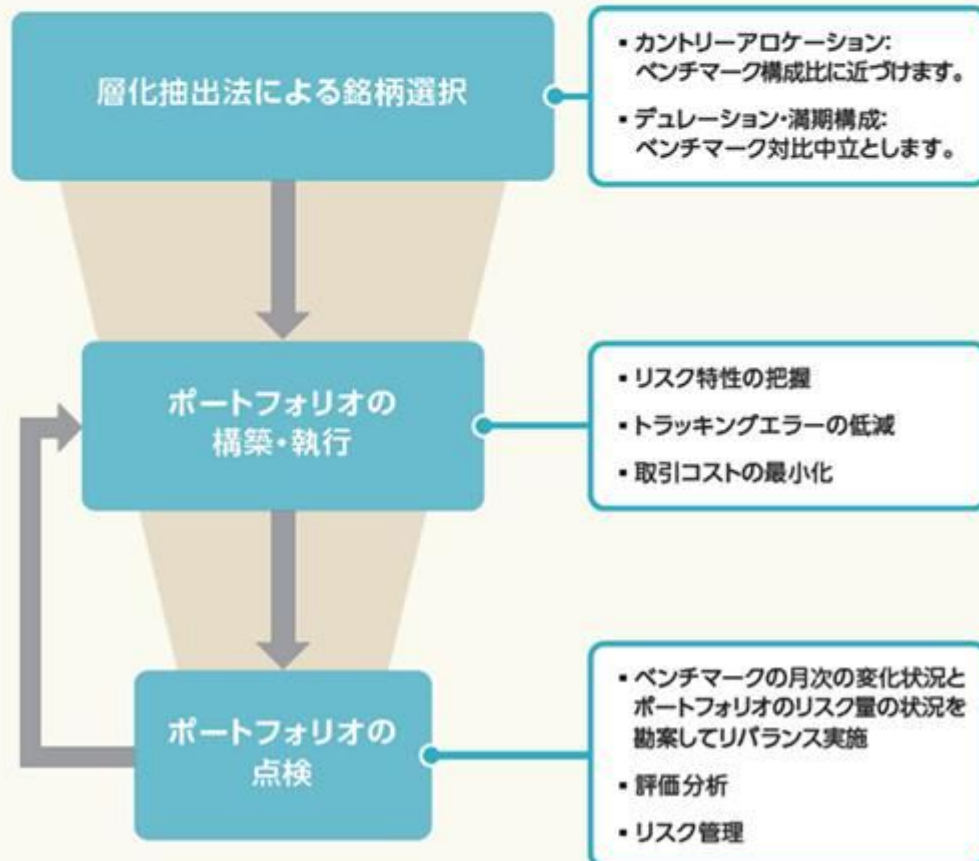 層化抽出法による銘柄選択
▪ カントリーアロケーション:
ベンチマーク構成比に近づけます。
▪ デュレーション・満期構成:
ベンチマーク対比中立とします。
ポートフォリオの
構築・執行
▪ リスク特性の把握
▪ トラッキングエラーの低減
▪ 取引コストの最小化
ポートフォリオの
点検
▪ ベンチマークの月次の変化状況と
ポートフォリオのリスク量の状況を
勘案してリバランス実施
▪ 評価分析
▪ リスク管理